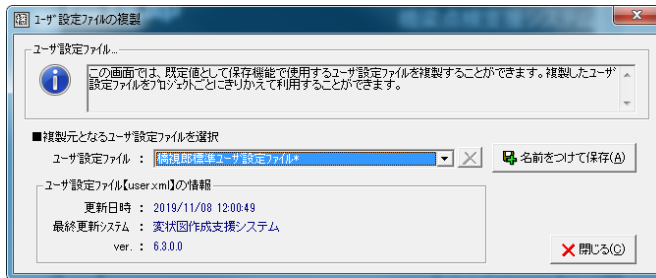 ユーザ設定ファイルの複製
ユーザ設定ファイル...
この画面では、既定値として保存機能で使用するユーザ設定ファイルを複製することができます。複製したユーザ
設定ファイルをプロジェクトごとにきりかえて利用することができます。
■複製元となるユーザ設定ファイルを選択
ユーザ設定ファイル : 橋視郎標準ユーザ設定ファイル*
名前をつけて保存(A)
ユーザ設定ファイル【user.xml】の情報
更新日時 : 2019/11/08 12:00:49
最終更新システム : 変状図作成支援システム
ver. : 6.3.0.0
閉じる(C)